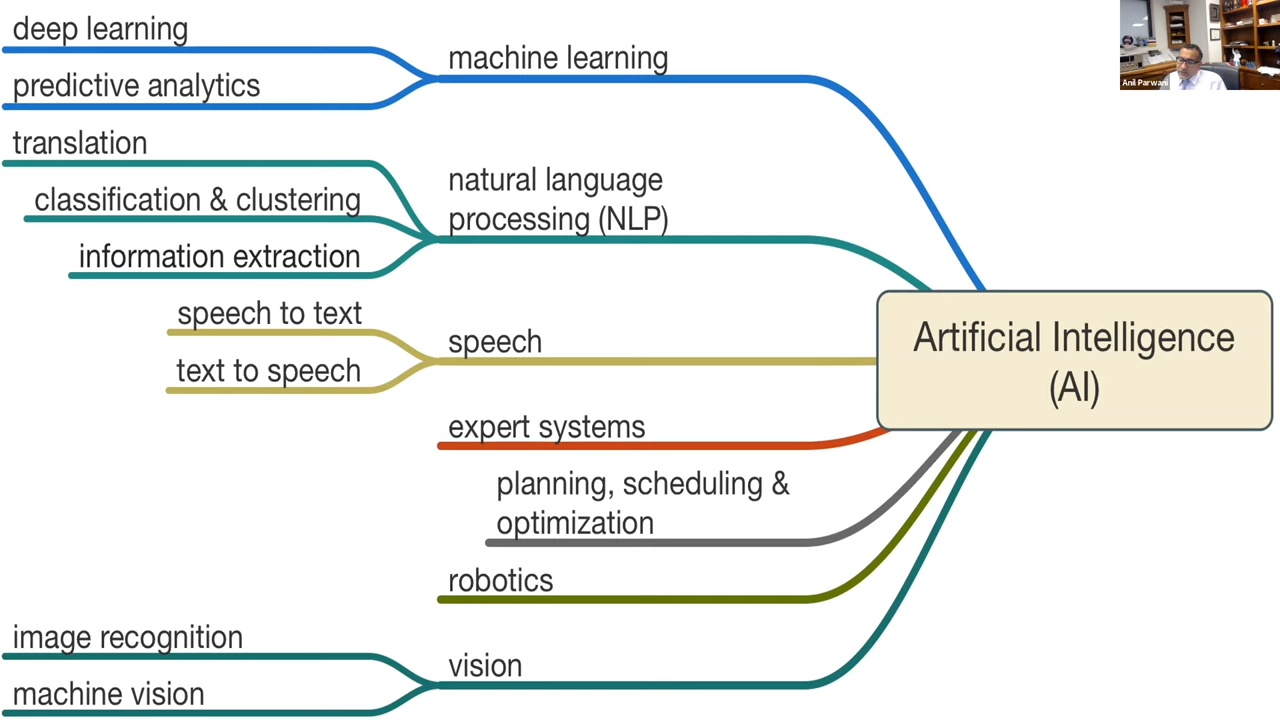 deep learning
predictive analytics
machine learning
translation
classification & clustering
information extraction
natural language
processing (NLP)
speech to text
text to speech
speech
expert systems
planning, scheduling &
optimization
robotics
image recognition
machine vision
vision
Artificial Intelligence
(AI)
Anil Parwani